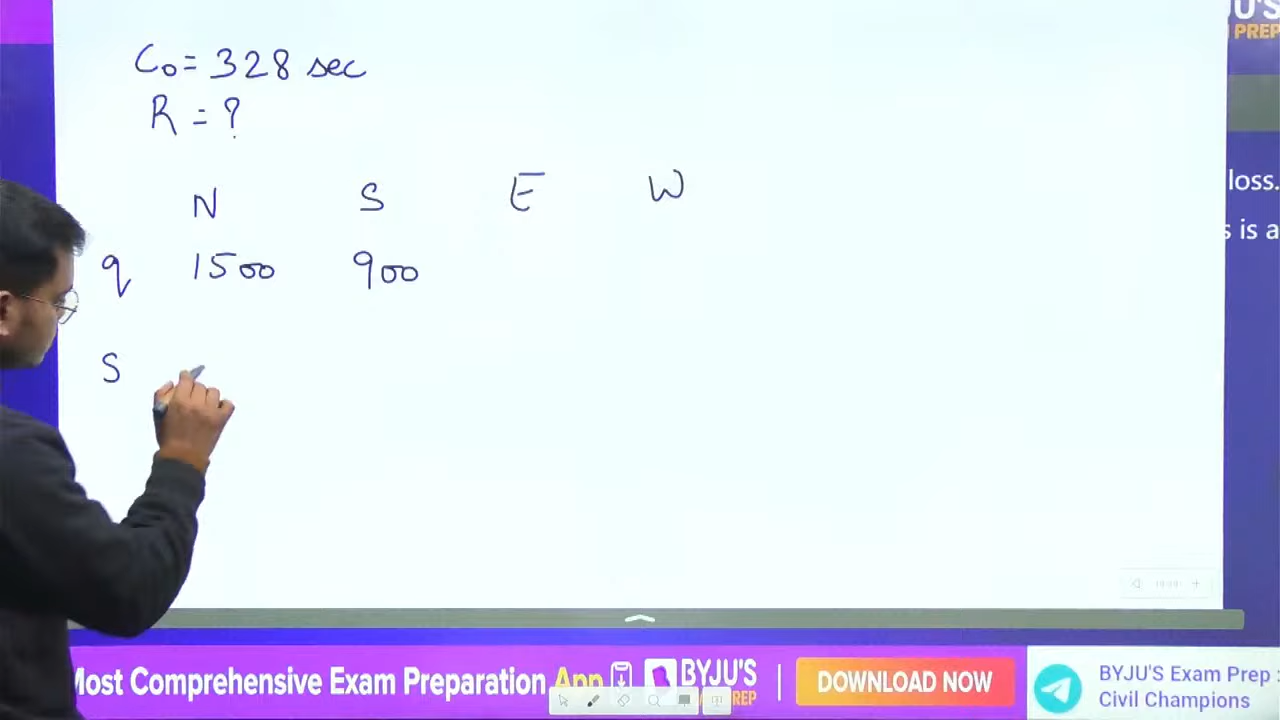 C₀ = 328 sec
R = ?
N S E W
q 1500 900
S
loss.
s is a
U'S
PREP
Most Comprehensive Exam Preparation App
BYJU'S
PREP
DOWNLOAD NOW
BYJU'S Exam Prep :
Civil Champions